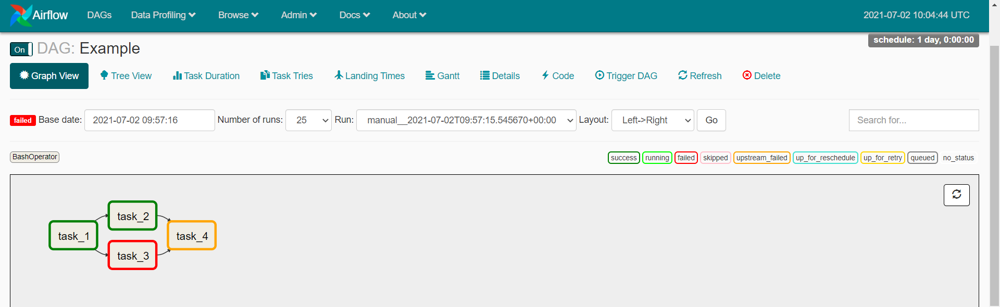 Airflow DAGs Data Profiling Browse Admin Docs About 2021-07-02 10:04:44 UTC
schedule: 1 day, 0:00:00
On DAG: Example
Graph View Tree View Task Duration Task Tries Landing Times Gantt Details Code Trigger DAG Refresh Delete
failed Base date: 2021-07-02 09:57:16 Number of runs: 25 Run: manual__2021-07-02T09:57:15.545670+00:00 Layout: Left->Right Go Search for...
BashOperator success running failed skipped upstream_failed up_for_reschedule up_for_retry queued no_status
task_2
task_1 task_4
task_3